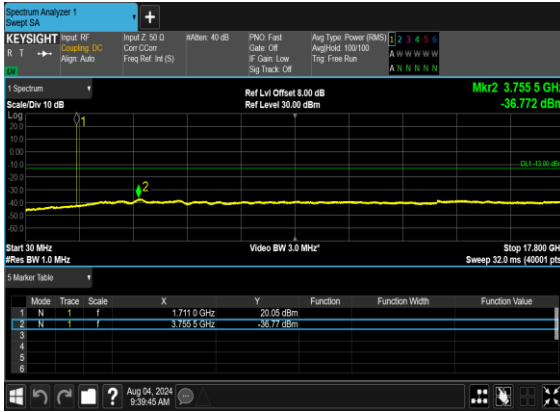 Spectrum Analyzer 1
Swept SA
+
KEYSIGHT Input: RF Input Z: 50 Ω #Atten: 40 dB PNO: Fast Avg Type: Power (RMS) 1 2 3 4 5 6
R T Coupling: DC Corr CCorr Gate: Off Avg|Hold: 100/100 A W W W W W
Align: Auto Freq Ref: Int (S) IF Gain: Low Trig: Free Run
Sig Track: Off A N N N N N
1 Spectrum Ref Lvl Offset 8.00 dB Mkr2 3.755 5 GHz
Scale/Div 10 dB Ref Level 30.00 dBm -36.772 dBm
Log
20.0
10.0
0.00
-10.0
-20.0
-30.0
-40.0
-50.0
-60.0
1
2
DL1 -13.00 dBm
Start 30 MHz Video BW 3.0 MHz* Stop 17.800 GHz
#Res BW 1.0 MHz Sweep 32.0 ms (40001 pts)
5 Marker Table
Mode Trace Scale X Y Function Function Width Function Value
1 N 1 f 1.711 0 GHz 20.05 dBm
2 N 1 f 3.755 5 GHz -36.77 dBm
3
4
5
6
? Aug 04, 2024
9:39:45 AM